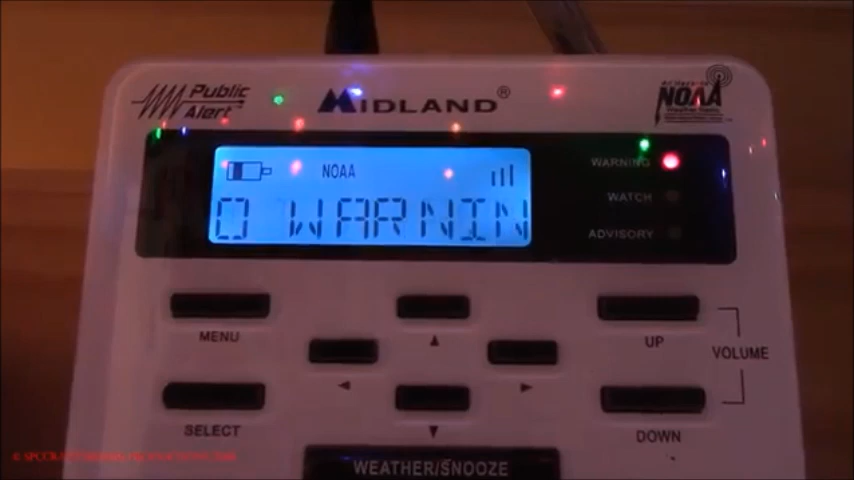 Public
Alert
MIDLAND®
NOAA
NOAA
O WARNIN
WARNING
WATCH
ADVISORY
MENU
SELECT
UP
VOLUME
DOWN
WEATHER/SNOOZE